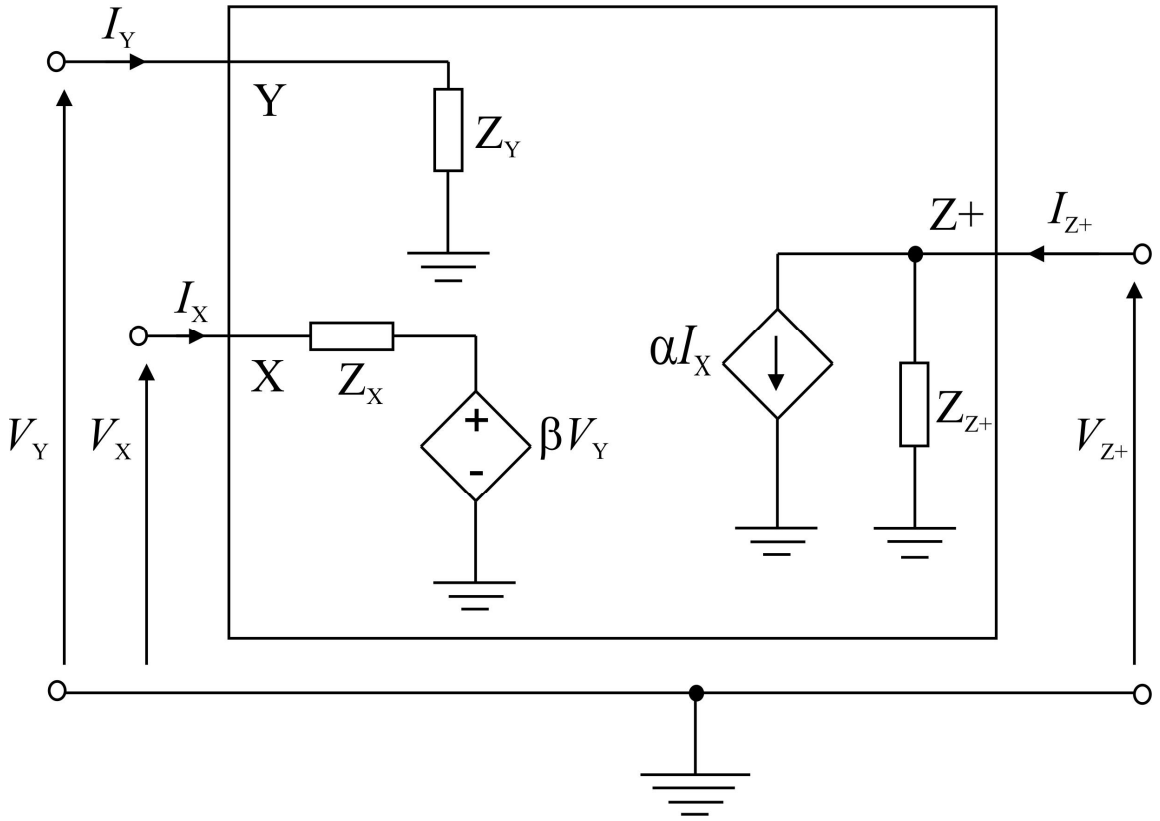 I_Y
Y
Z_Y
Z+
I_Z+
I_X
X
Z_X
αI_X
Z_Z+
V_Y
V_X
+
-
βV_Y
V_Z+